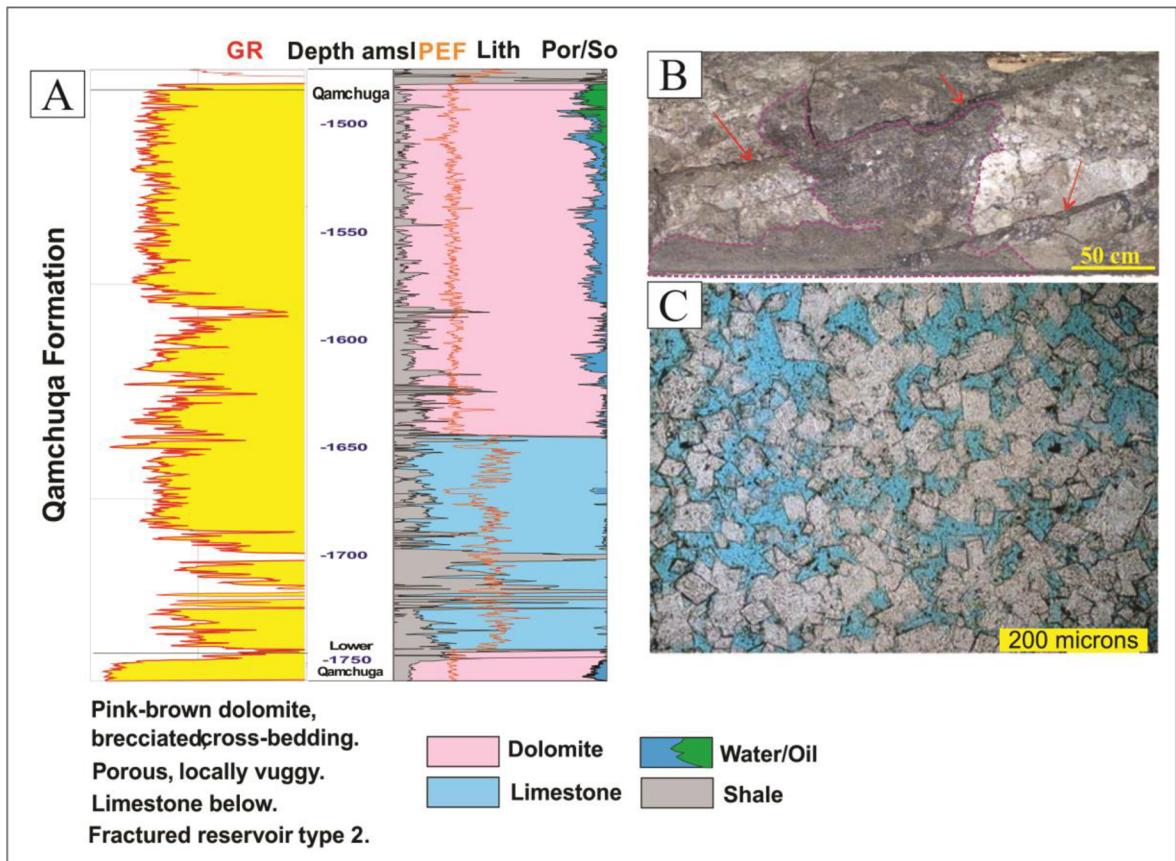 GR Depth amsl PEF Lith Por/So
A
Qamchuga
-1500
-1550
-1600
-1650
-1700
Lower
-1750
Qamchuga
Qamchuqa Formation
B
50 cm
C
200 microns
Pink-brown dolomite,
brecciated,cross-bedding.
Porous, locally vuggy.
Limestone below.
Fractured reservoir type 2.
Dolomite
Water/Oil
Limestone
Shale